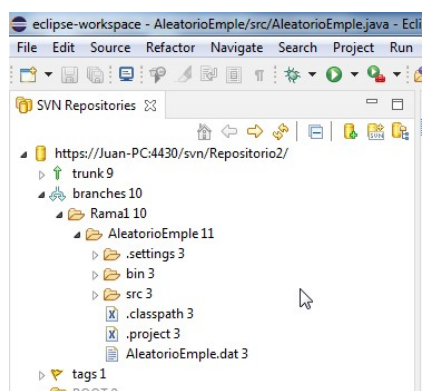 eclipse-workspace - AleatorioEmple/src/AleatorioEmple.java - Ecli
File Edit Source Refactor Navigate Search Project Run
SVN Repositories
https://Juan-PC:4430/svn/Repositorio2/
trunk 9
branches 10
Rama1 10
AleatorioEmple 11
.settings 3
bin 3
src 3
.classpath 3
.project 3
AleatorioEmple.dat 3
tags 1